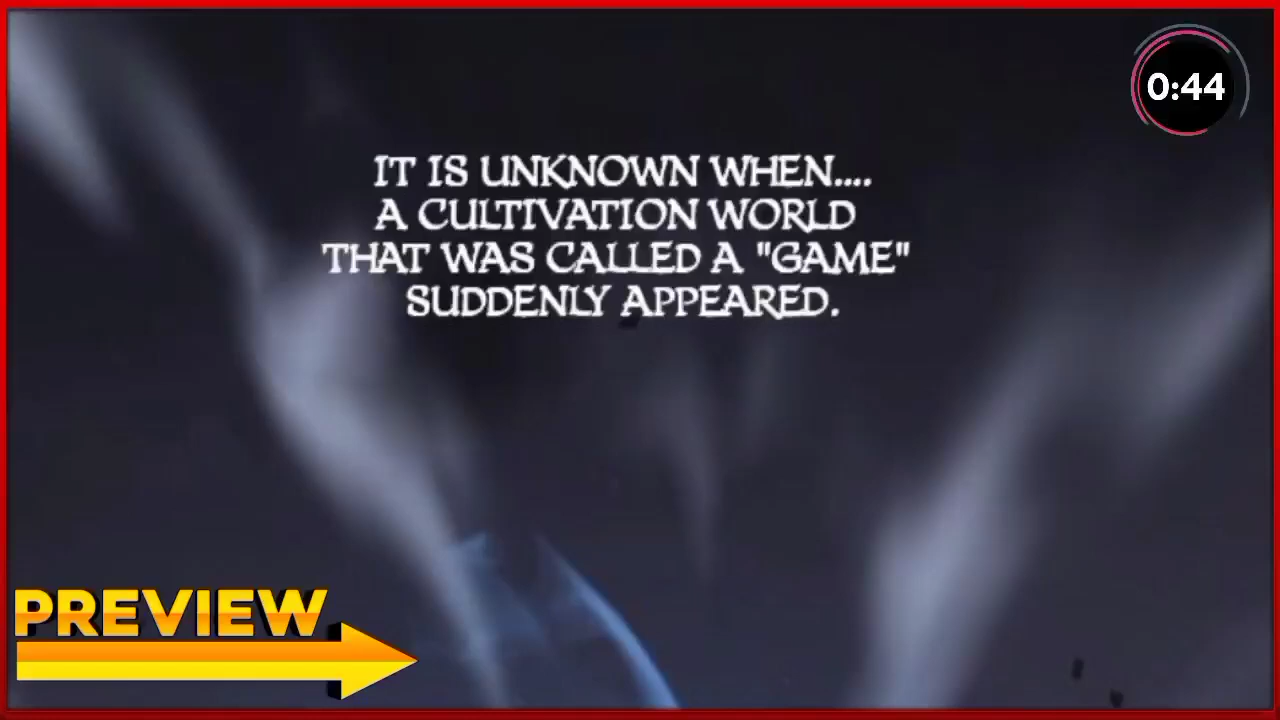 0:44
IT IS UNKNOWN WHEN....
A CULTIVATION WORLD
THAT WAS CALLED A "GAME"
SUDDENLY APPEARED.
PREVIEW